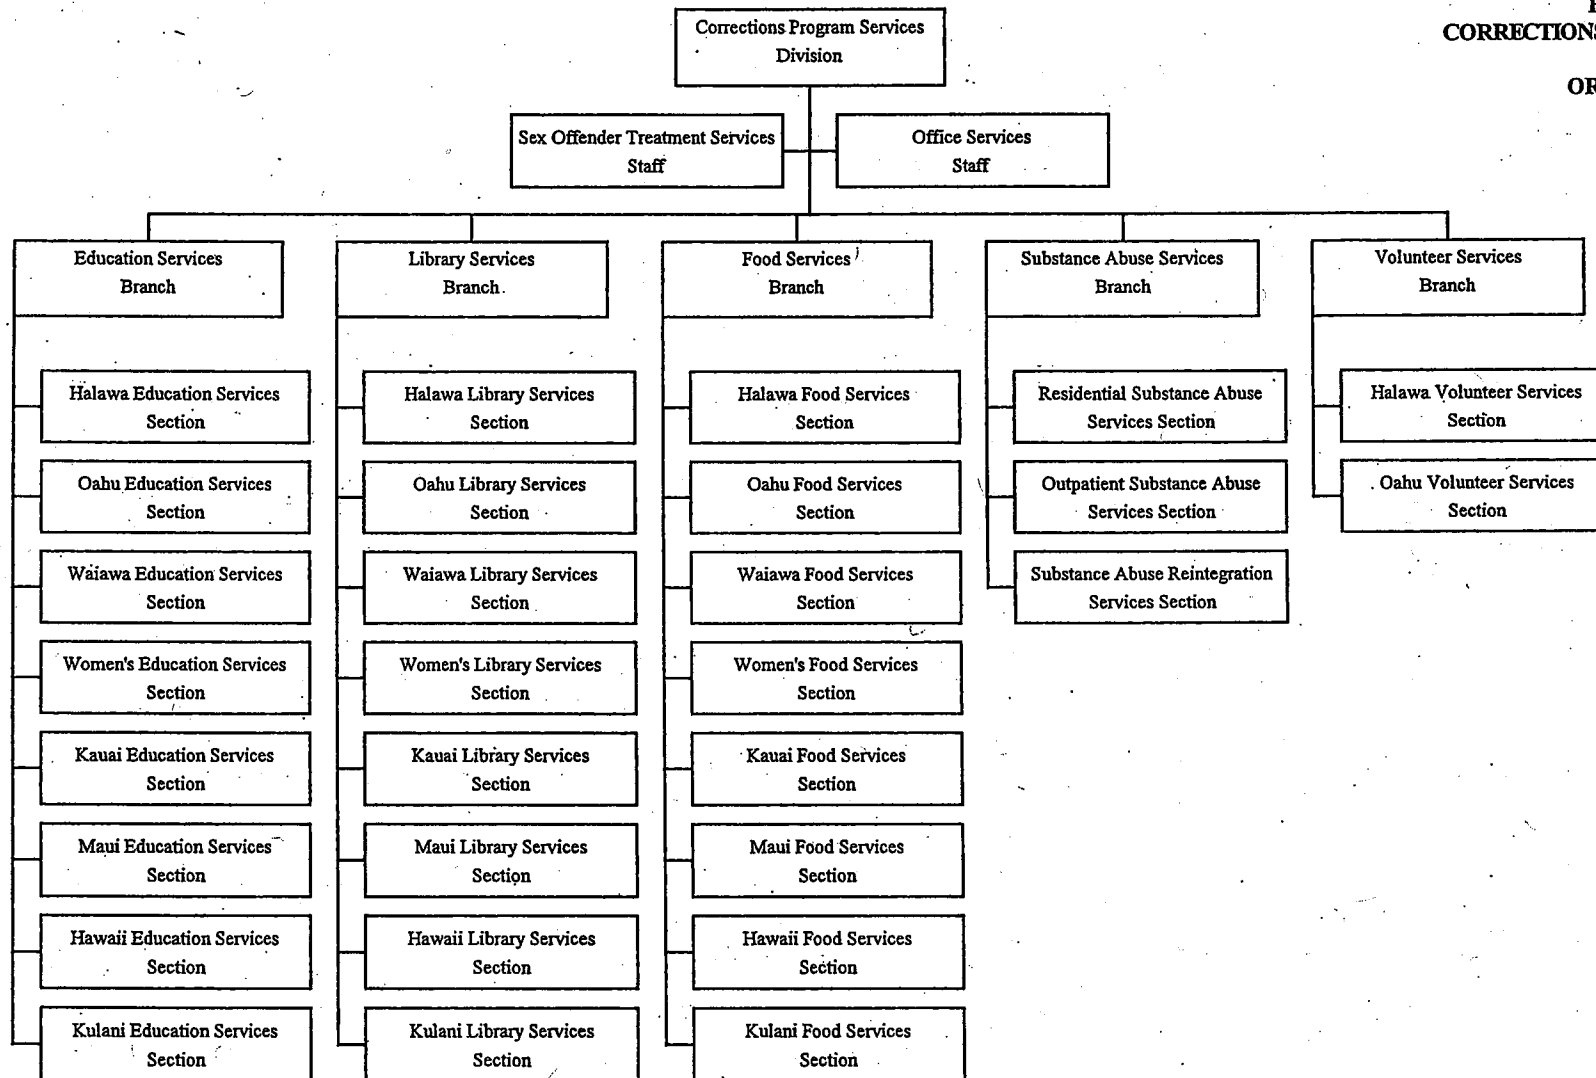 CORRECTIONS
OR
Corrections Program Services
Division
Sex Offender Treatment Services
Staff
Office Services
Staff
Education Services
Branch
Library Services
Branch
Food Services
Branch
Substance Abuse Services
Branch
Volunteer Services
Branch
Halawa Education Services
Section
Oahu Education Services
Section
Waiawa Education Services
Section
Women's Education Services
Section
Kauai Education Services
Section
Maui Education Services
Section
Hawaii Education Services
Section
Kulani Education Services
Section
Halawa Library Services
Section
Oahu Library Services
Section
Waiawa Library Services
Section
Women's Library Services
Section
Kauai Library Services
Section
Maui Library Services
Section
Hawaii Library Services
Section
Kulani Library Services
Section
Halawa Food Services
Section
Oahu Food Services
Section
Waiawa Food Services
Section
Women's Food Services
Section
Kauai Food Services
Section
Maui Food Services
Section
Hawaii Food Services
Section
Kulani Food Services
Section
Residential Substance Abuse
Services Section
Outpatient Substance Abuse
Services Section
Substance Abuse Reintegration
Services Section
Halawa Volunteer Services
Section
Oahu Volunteer Services
Section